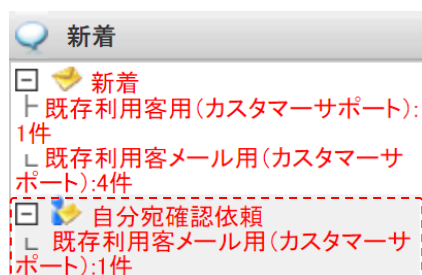 新着
新着
├ 既存利用客用(カスタマーサポート):
1件
└ 既存利用客メール用(カスタマーサ
ポート):4件
自分宛確認依頼
└ 既存利用客メール用(カスタマーサ
ポート):1件